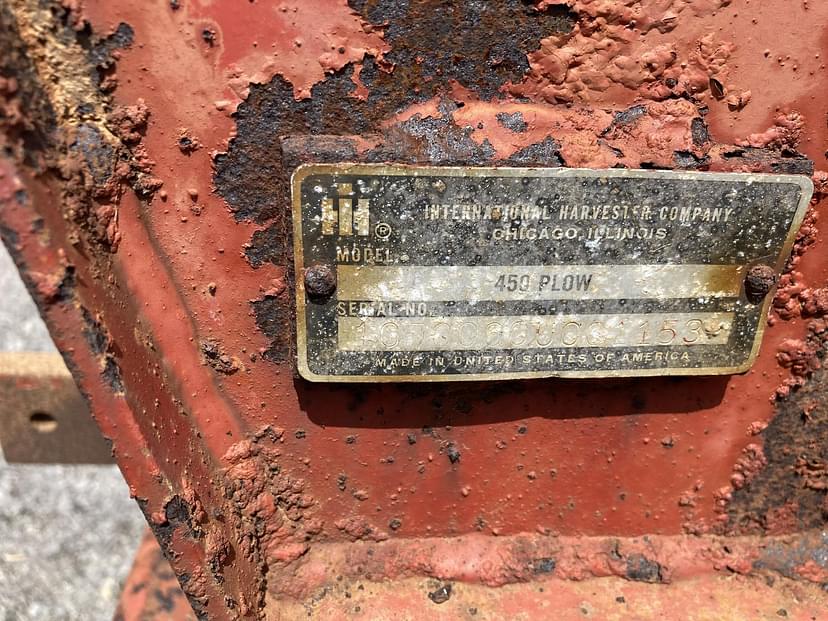 IH ®
INTERNATIONAL HARVESTER COMPANY
CHICAGO, ILLINOIS
MODEL
450 PLOW
SERIAL NO.
MADE IN UNITED STATES OF AMERICA